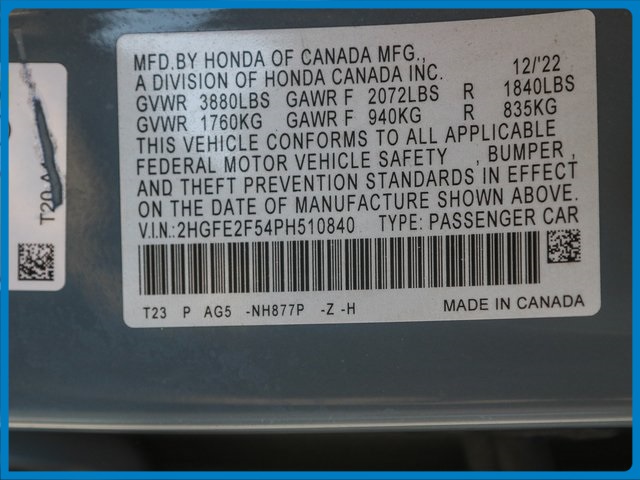 MFD.BY HONDA OF CANADA MFG.,
A DIVISION OF HONDA CANADA INC. 12/'22
GVWR 3880LBS GAWR F 2072LBS R 1840LBS
GVWR 1760KG GAWR F 940KG R 835KG
THIS VEHICLE CONFORMS TO ALL APPLICABLE
FEDERAL MOTOR VEHICLE SAFETY , BUMPER ,
AND THEFT PREVENTION STANDARDS IN EFFECT
ON THE DATE OF MANUFACTURE SHOWN ABOVE.
V.I.N.:2HGFE2F54PH510840 TYPE: PASSENGER CAR
T23 P AG5 -NH877P -Z -H MADE IN CANADA